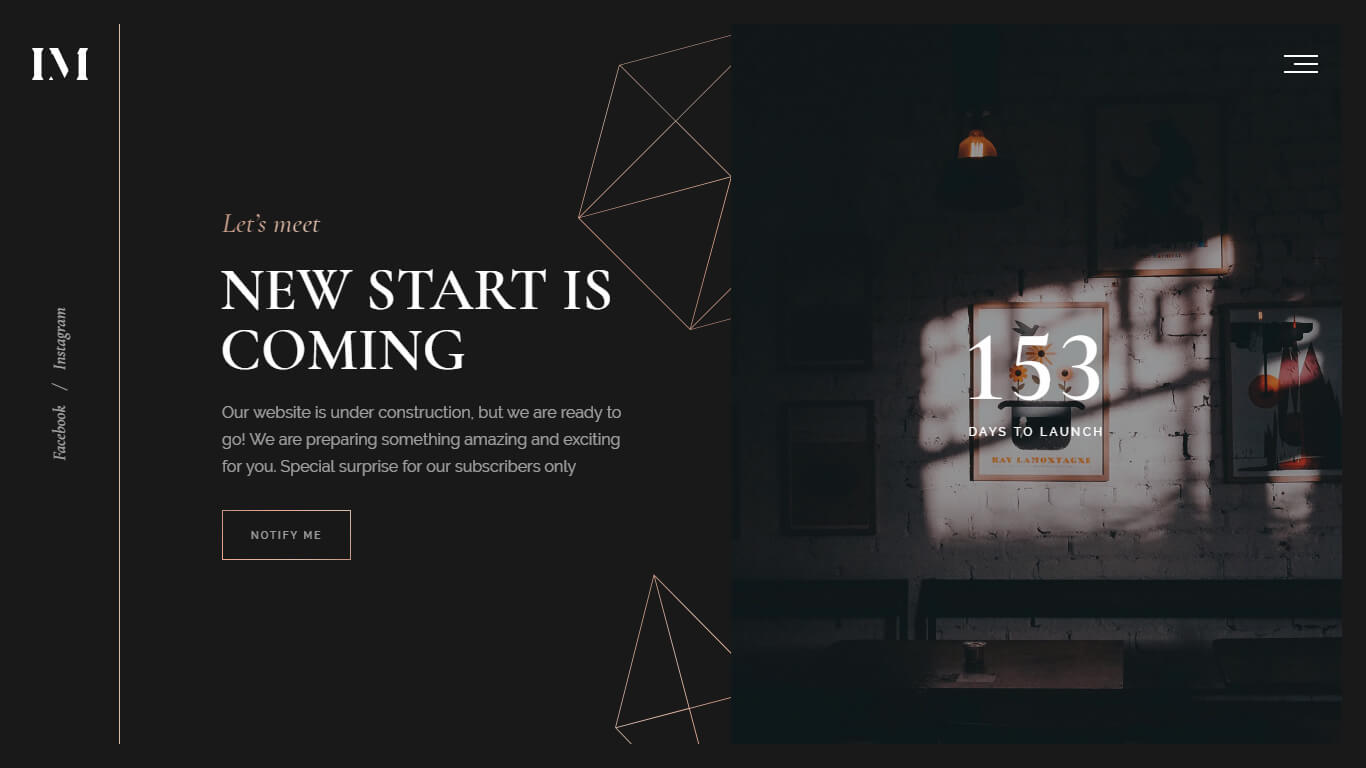 IM
Let's meet
NEW START IS
COMING
Our website is under construction, but we are ready to
go! We are preparing something amazing and exciting
for you. Special surprise for our subscribers only
NOTIFY ME
Facebook / Instagram
153
DAYS TO LAUNCH
RAY LAMONTAGNE